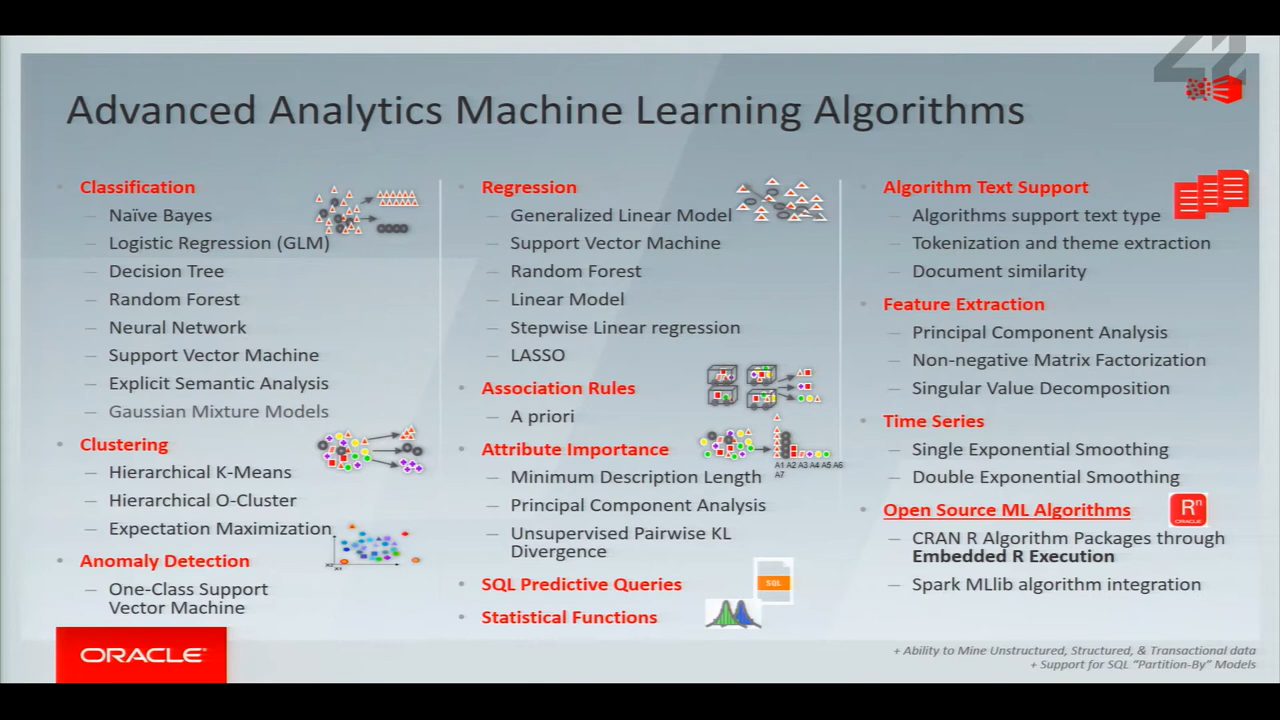 Advanced Analytics Machine Learning Algorithms
Classification
Naïve Bayes
Logistic Regression (GLM)
Decision Tree
Random Forest
Neural Network
Support Vector Machine
Explicit Semantic Analysis
Gaussian Mixture Models
Clustering
Hierarchical K-Means
Hierarchical O-Cluster
Expectation Maximization
X2
X1
Anomaly Detection
One-Class Support
Vector Machine
Regression
Generalized Linear Model
Support Vector Machine
Random Forest
Linear Model
Stepwise Linear regression
LASSO
Association Rules
A priori
Attribute Importance
A1 A2 A3 A4 A5 A6
A7
Minimum Description Length
Principal Component Analysis
Unsupervised Pairwise KL
Divergence
SQL Predictive Queries
SQL
Statistical Functions
Algorithm Text Support
Algorithms support text type
Tokenization and theme extraction
Document similarity
Feature Extraction
Principal Component Analysis
Non-negative Matrix Factorization
Singular Value Decomposition
Time Series
Single Exponential Smoothing
Double Exponential Smoothing
Open Source ML Algorithms
Rn
ORACLE
CRAN R Algorithm Packages through
Embedded R Execution
Spark MLlib algorithm integration
ORACLE
+ Ability to Mine Unstructured, Structured, & Transactional data
+ Support for SQL "Partition-By" Models